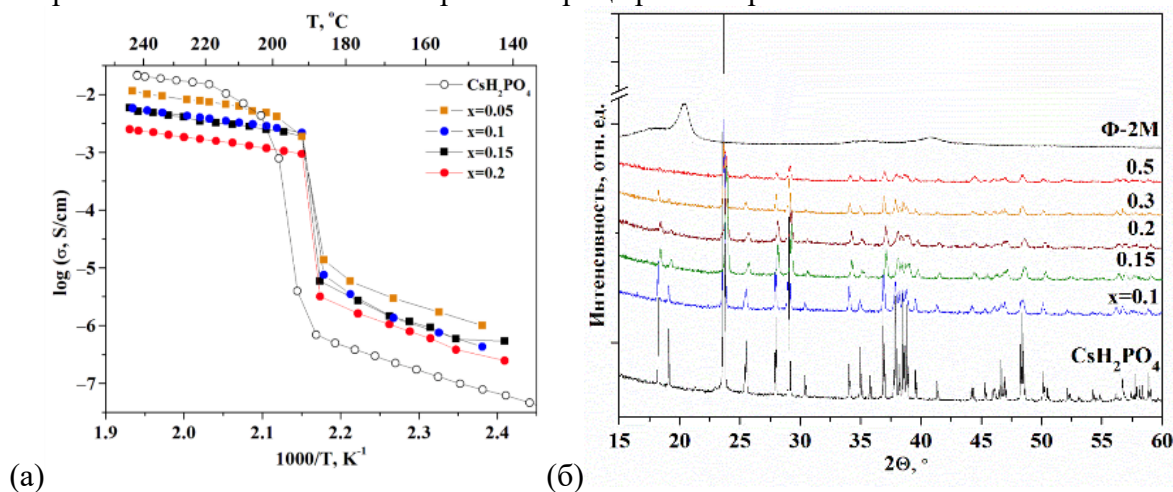 T, °C
240 220 200 180 160 140
CsH₂PO₄
x=0.05
x=0.1
x=0.15
x=0.2
log (σ, S/cm)
−2
−3
−4
−5
−6
−7
1.9 2.0 2.1 2.2 2.3 2.4
1000/T, K⁻¹
(а)
Интенсивность, отн. ед.
Ф-2М
0.5
0.3
0.2
0.15
x=0.1
CsH₂PO₄
15 20 25 30 35 40 45 50 55 60
2Θ, °
(б)